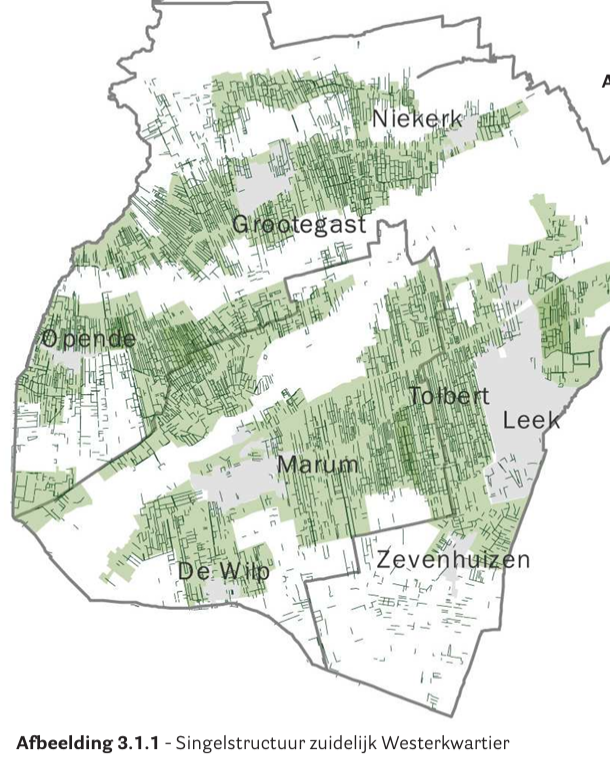 A
Niekerk
Grootegast
Opende
Tolbert
Leek
Marum
Zevenhuizen
De Wilp
Afbeelding 3.1.1 - Singelstructuur zuidelijk Westerkwartier